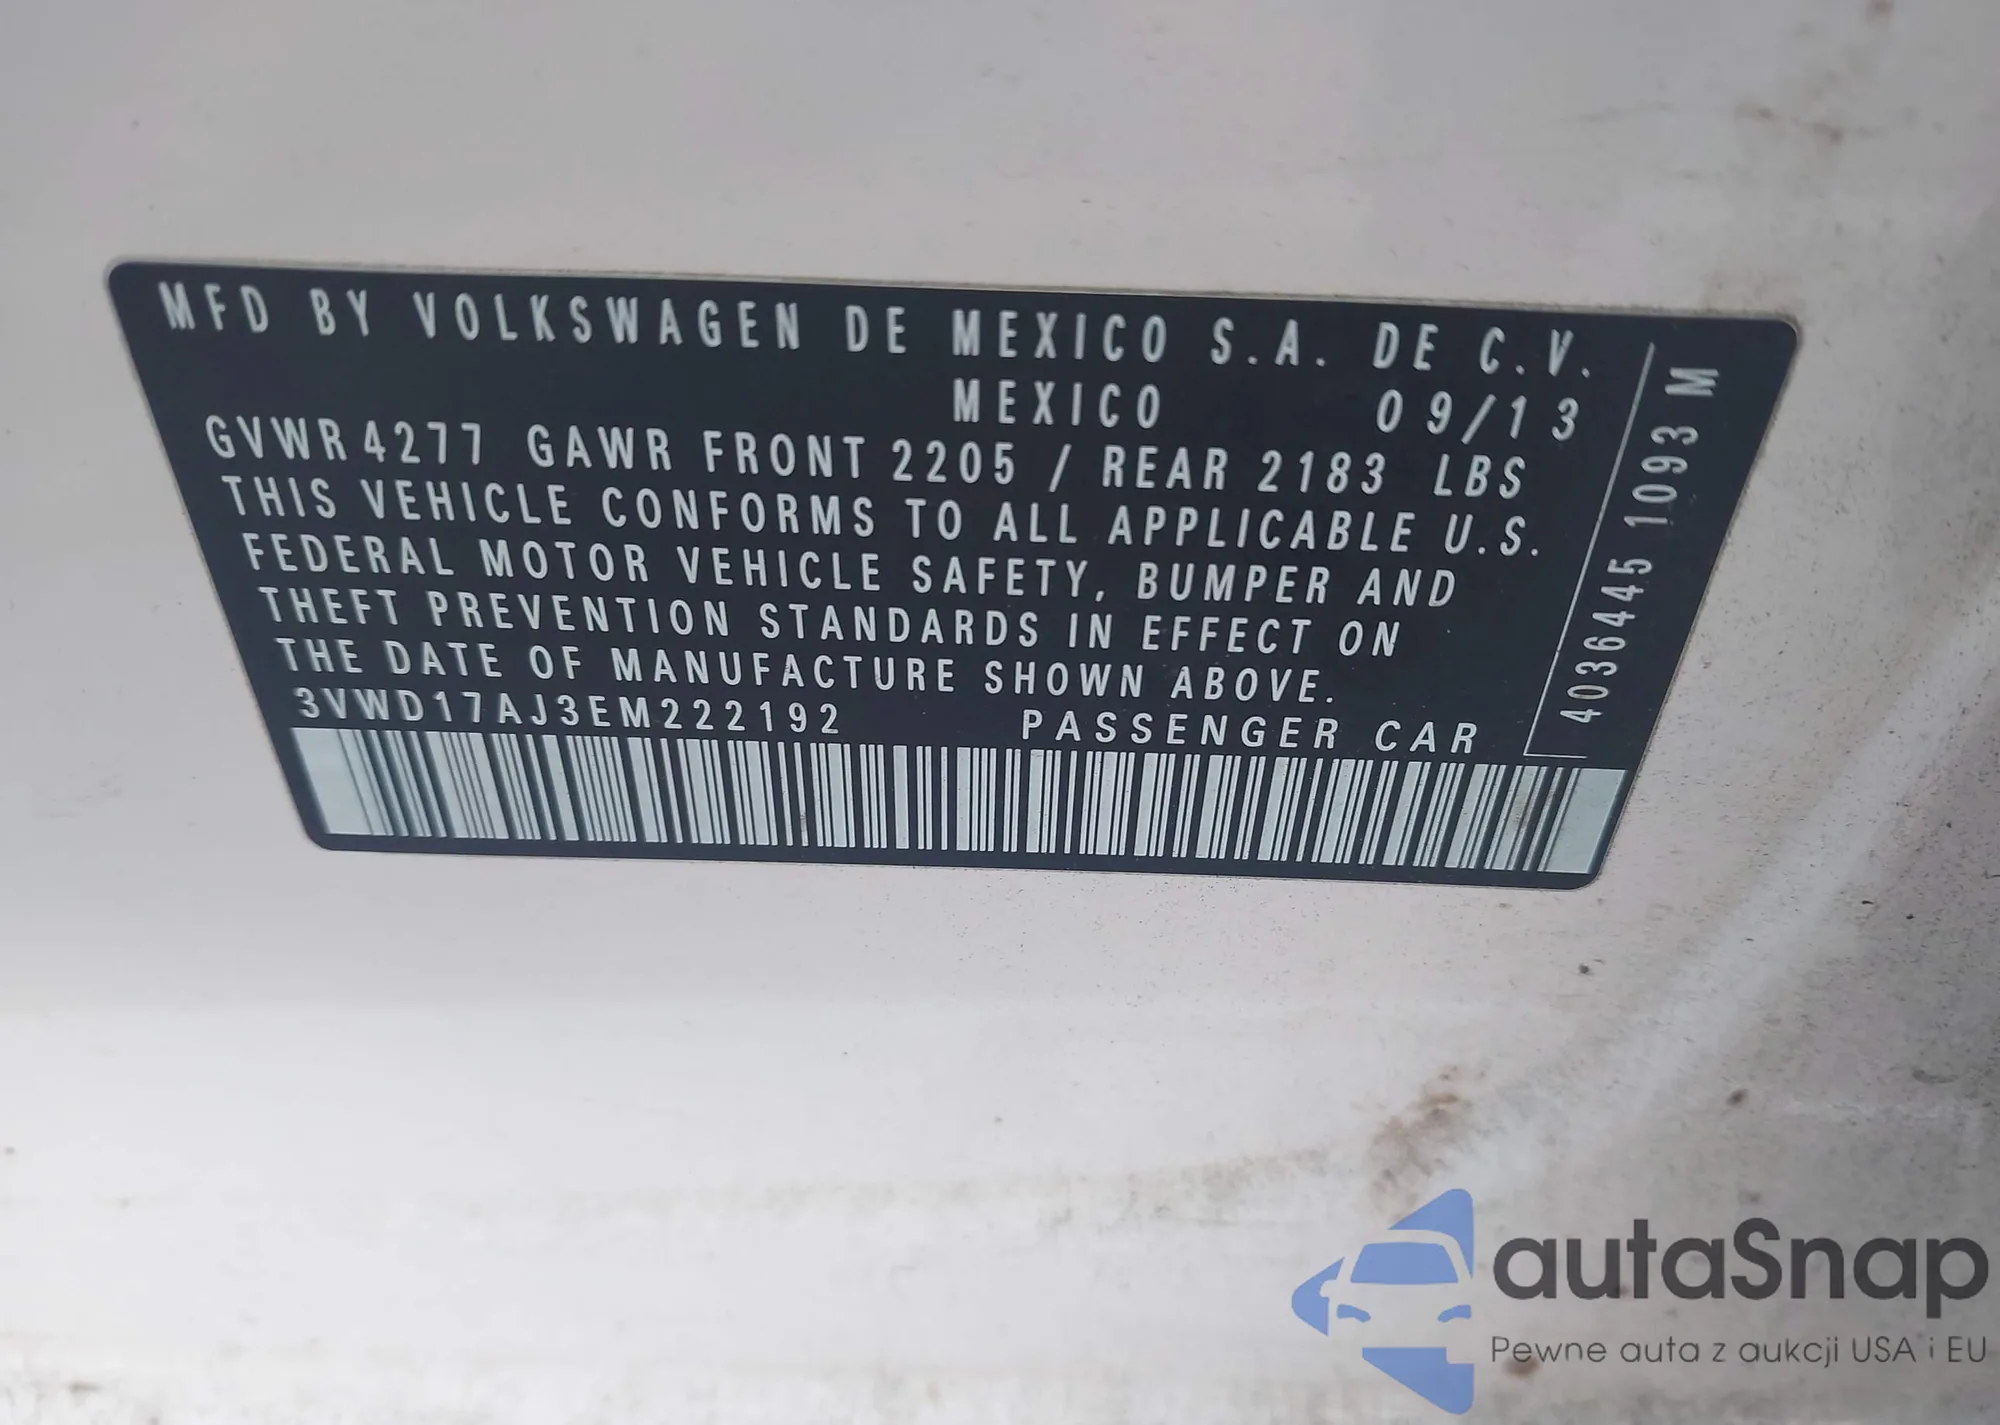 MFD BY VOLKSWAGEN DE MEXICO S.A. DE C.V.
MEXICO 09/13
GVWR 4277 GAWR FRONT 2205 / REAR 2183 LBS
THIS VEHICLE CONFORMS TO ALL APPLICABLE U.S.
FEDERAL MOTOR VEHICLE SAFETY, BUMPER AND
THEFT PREVENTION STANDARDS IN EFFECT ON
THE DATE OF MANUFACTURE SHOWN ABOVE.
3VWD17AJ3EM222192 PASSENGER CAR
4036445 1093 M
autaSnap
Pewne auta z aukcji USA i EU